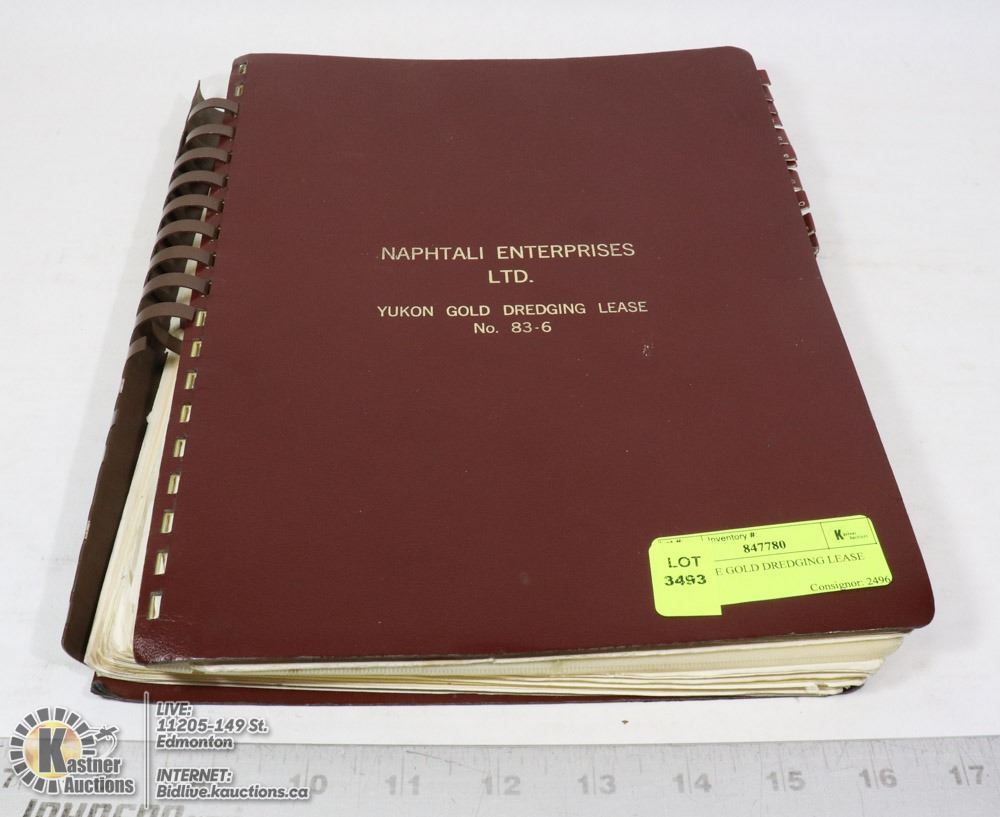 NAPHTALI ENTERPRISES
LTD.
YUKON GOLD DREDGING LEASE
No. 83-6
Inventory #:
847780
LOT
3493
E GOLD DREDGING LEASE
Consignor: 2496
Kastner
Auctions
LIVE:
11205-149 St.
Edmonton
INTERNET:
Bidlive.kauctions.ca
7 10 11 12 13 14 15 16 17
JOHNSON